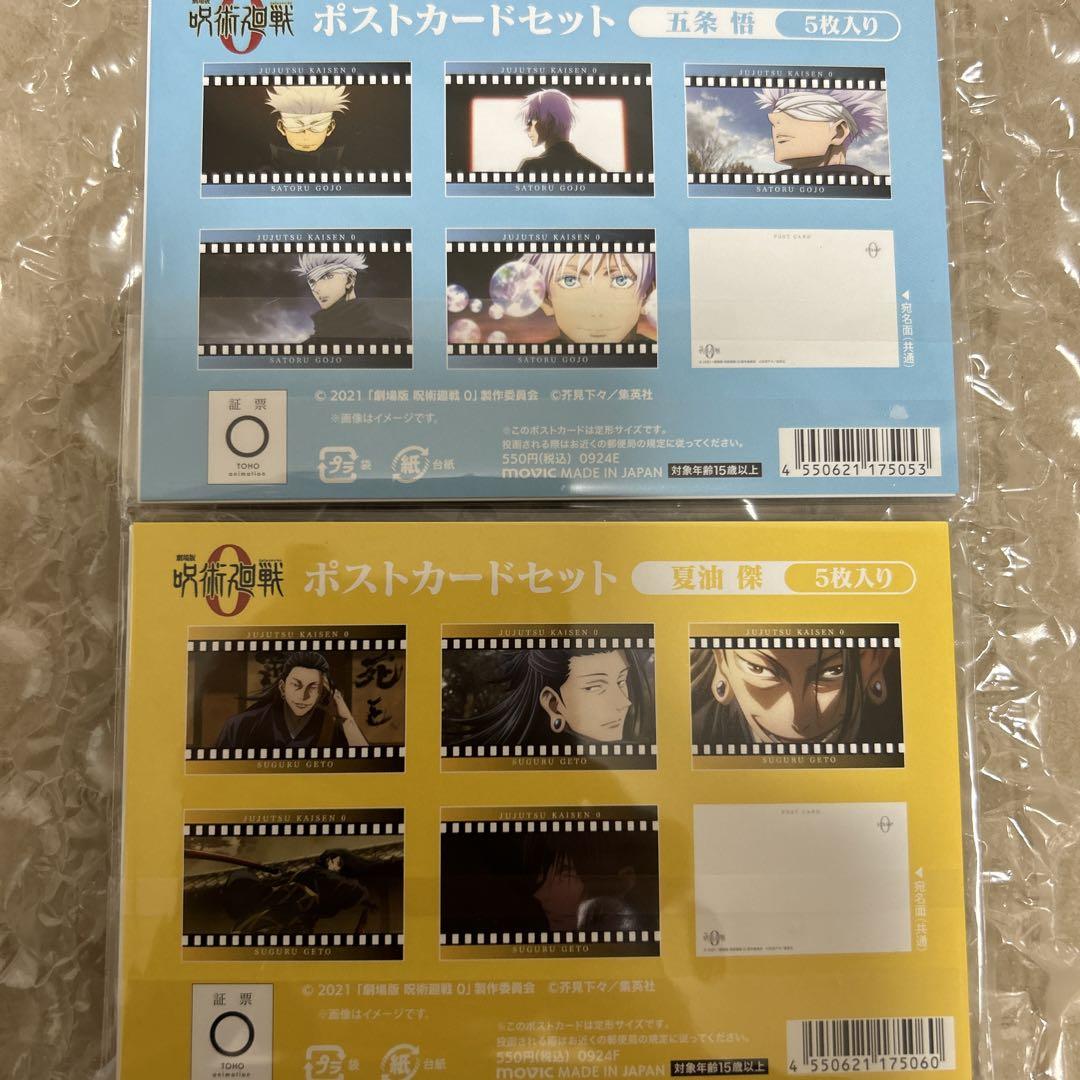 劇場版
呪術廻戦 0 ポストカードセット 五条 悟 5枚入り
JUJUTSU KAISEN 0 JUJUTSU KAISEN 0 JUJUTSU KAISEN 0
SATORU GOJO SATORU GOJO SATORU GOJO
JUJUTSU KAISEN 0 JUJUTSU KAISEN 0 POST CARD
◀宛名面(共通)
SATORU GOJO SATORU GOJO
© 2021 「劇場版 呪術廻戦 0」製作委員会 ©芥見下々／集英社
※画像はイメージです。
証票
TOHO
animation
プラ 袋 紙 台紙
※このポストカードは定形サイズです。
投函される際はお近くの郵便局の規定に従ってください。
550円(税込) 0924E
movic MADE IN JAPAN 対象年齢15歳以上
4 550621 175053
劇場版
呪術廻戦 0 ポストカードセット 夏油 傑 5枚入り
JUJUTSU KAISEN 0 JUJUTSU KAISEN 0 JUJUTSU KAISEN 0
死を
SUGURU GETO SUGURU GETO SUGURU GETO
JUJUTSU KAISEN 0 JUJUTSU KAISEN 0 POST CARD
◀宛名面(共通)
SUGURU GETO SUGURU GETO
© 2021 「劇場版 呪術廻戦 0」製作委員会 ©芥見下々／集英社
※画像はイメージです。
証票
TOHO
animation
プラ 袋 紙 台紙
※このポストカードは定形サイズです。
投函される際はお近くの郵便局の規定に従ってください。
550円(税込) 0924F
movic MADE IN JAPAN 対象年齢15歳以上
4 550621 175060